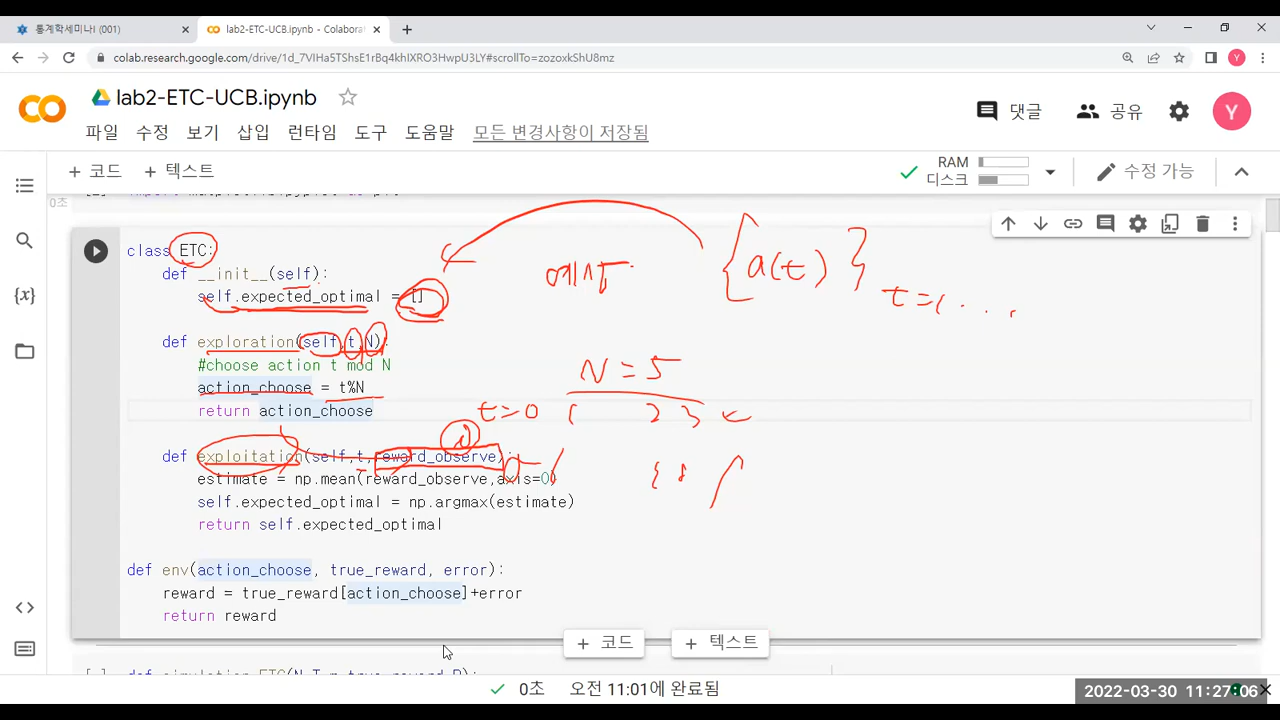 통계학세미나I (001)
lab2-ETC-UCB.ipynb - Colaborat
colab.research.google.com/drive/1d_7VIHa5TShsE1rBq4khIXRO3HwpU3LY#scrollTo=zozoxkShU8mz
Y
lab2-ETC-UCB.ipynb
댓글
공유
Y
파일 수정 보기 삽입 런타임 도구 도움말 모든 변경사항이 저장됨
+ 코드 + 텍스트
RAM
디스크
수정 가능
0초
class ETC:
def __init__(self):
self.expected_optimal = []
{a(t)}
def exploration(self,t,N):
#choose action t mod N
N = 5
action_choose = t%N
return action_choose
t=0
def exploitation(self,t,reward_observe):
estimate = np.mean(reward_observe,axis=0)
self.expected_optimal = np.argmax(estimate)
return self.expected_optimal
def env(action_choose, true_reward, error):
reward = true_reward[action_choose]+error
return reward
+ 코드 + 텍스트
0초 오전 11:01에 완료됨
2022-03-30 11:27:06